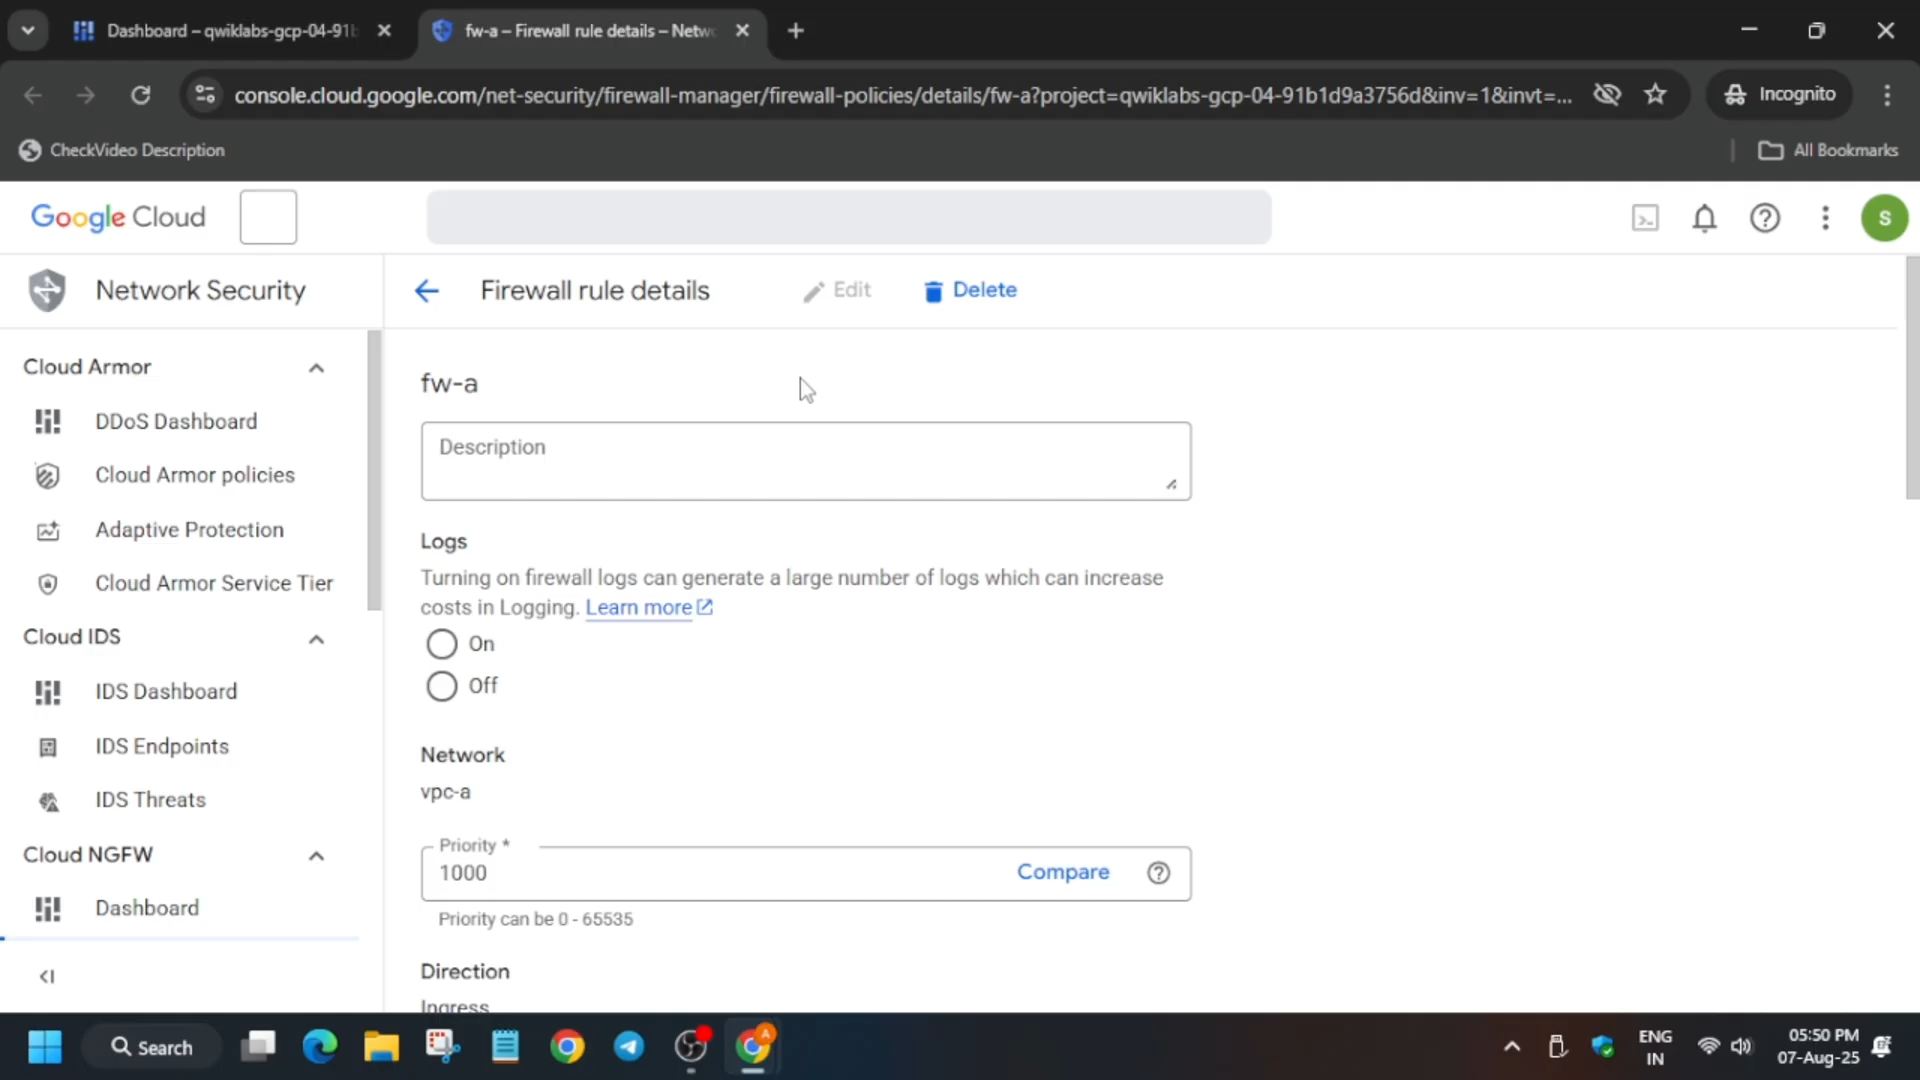 Dashboard – qwiklabs-gcp-04-91b
fw-a – Firewall rule details – Netw
console.cloud.google.com/net-security/firewall-manager/firewall-policies/details/fw-a?project=qwiklabs-gcp-04-91b1d9a3756d&inv=1&invt=...
Incognito
CheckVideo Description
All Bookmarks
Google Cloud
S
Network Security
Firewall rule details
Edit
Delete
Cloud Armor
DDoS Dashboard
Cloud Armor policies
Adaptive Protection
Cloud Armor Service Tier
Cloud IDS
IDS Dashboard
IDS Endpoints
IDS Threats
Cloud NGFW
Dashboard
fw-a
Description
Logs
Turning on firewall logs can generate a large number of logs which can increase
costs in Logging. Learn more
On
Off
Network
vpc-a
Priority *
1000
Compare
Priority can be 0 - 65535
Direction
Ingress
Search
A
ENG
IN
05:50 PM
07-Aug-25